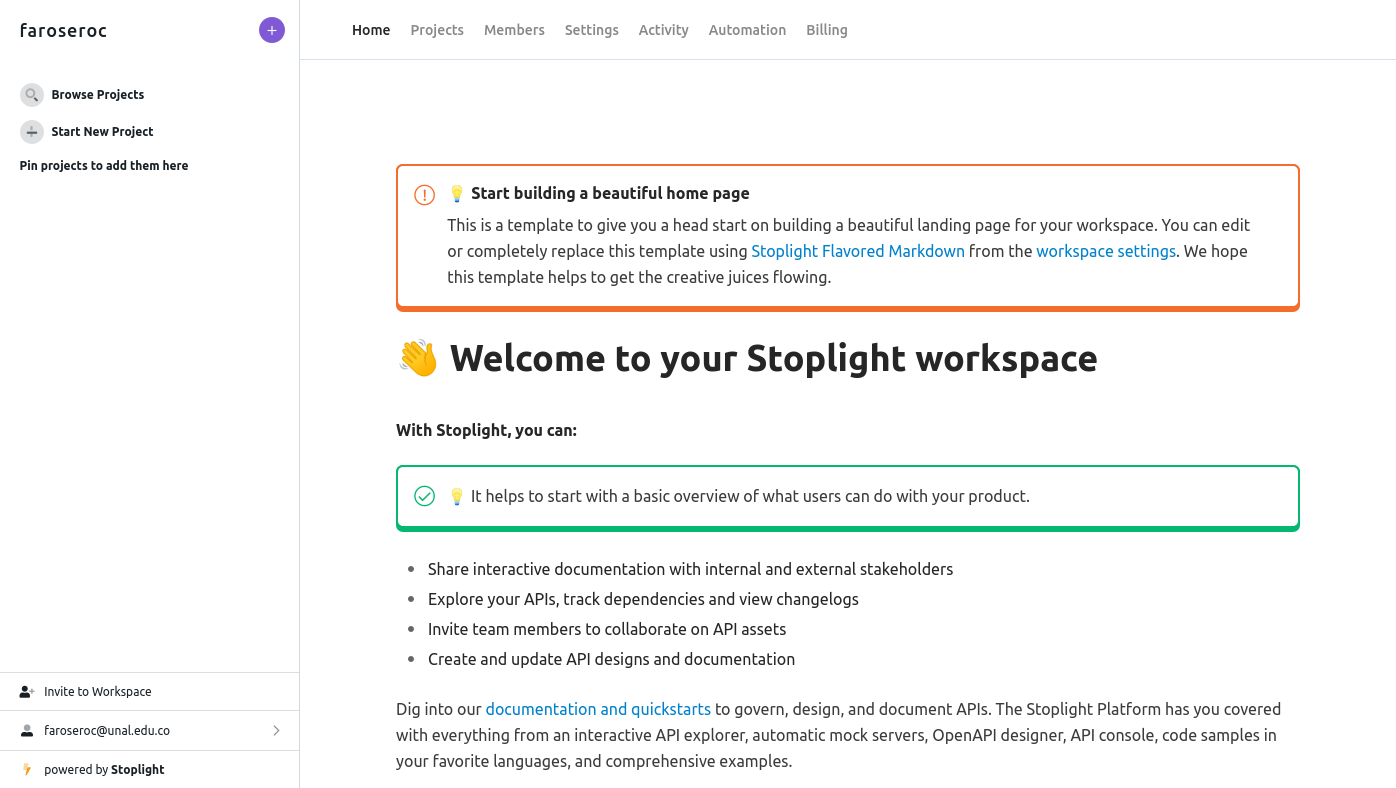 faroseroc
Home Projects Members Settings Activity Automation Billing
Browse Projects
Start New Project
Pin projects to add them here
💡 Start building a beautiful home page
This is a template to give you a head start on building a beautiful landing page for your workspace. You can edit
or completely replace this template using Stoplight Flavored Markdown from the workspace settings. We hope
this template helps to get the creative juices flowing.
👋 Welcome to your Stoplight workspace
With Stoplight, you can:
💡 It helps to start with a basic overview of what users can do with your product.
• Share interactive documentation with internal and external stakeholders
• Explore your APIs, track dependencies and view changelogs
• Invite team members to collaborate on API assets
• Create and update API designs and documentation
Dig into our documentation and quickstarts to govern, design, and document APIs. The Stoplight Platform has you covered
with everything from an interactive API explorer, automatic mock servers, OpenAPI designer, API console, code samples in
your favorite languages, and comprehensive examples.
Invite to Workspace
faroseroc@unal.edu.co
powered by Stoplight